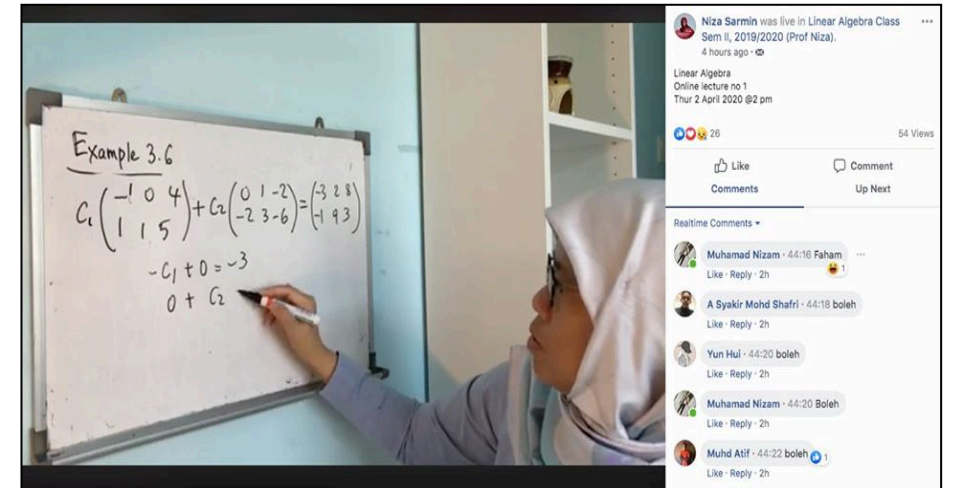 Example 3.6
C₁(-1 0 4) + C₂(0 1 -2) = (-3 2 8)
(1 1 5) (-2 3 -6) (-1 9 3)
-C₁ + 0 = -3
0 + C₂
Niza Sarmin was live in Linear Algebra Class
Sem II, 2019/2020 (Prof Niza).
4 hours ago ·
Linear Algebra
Online lecture no 1
Thur 2 April 2020 @2 pm
26 54 Views
Like Comment
Comments Up Next
Realtime Comments
Muhamad Nizam · 44:16 Faham
1
Like · Reply · 2h
A Syakir Mohd Shafri · 44:18 boleh
Like · Reply · 2h
Yun Hui · 44:20 boleh
Like · Reply · 2h
Muhamad Nizam · 44:20 Boleh
Like · Reply · 2h
Muhd Atif · 44:22 boleh 1
Like · Reply · 2h